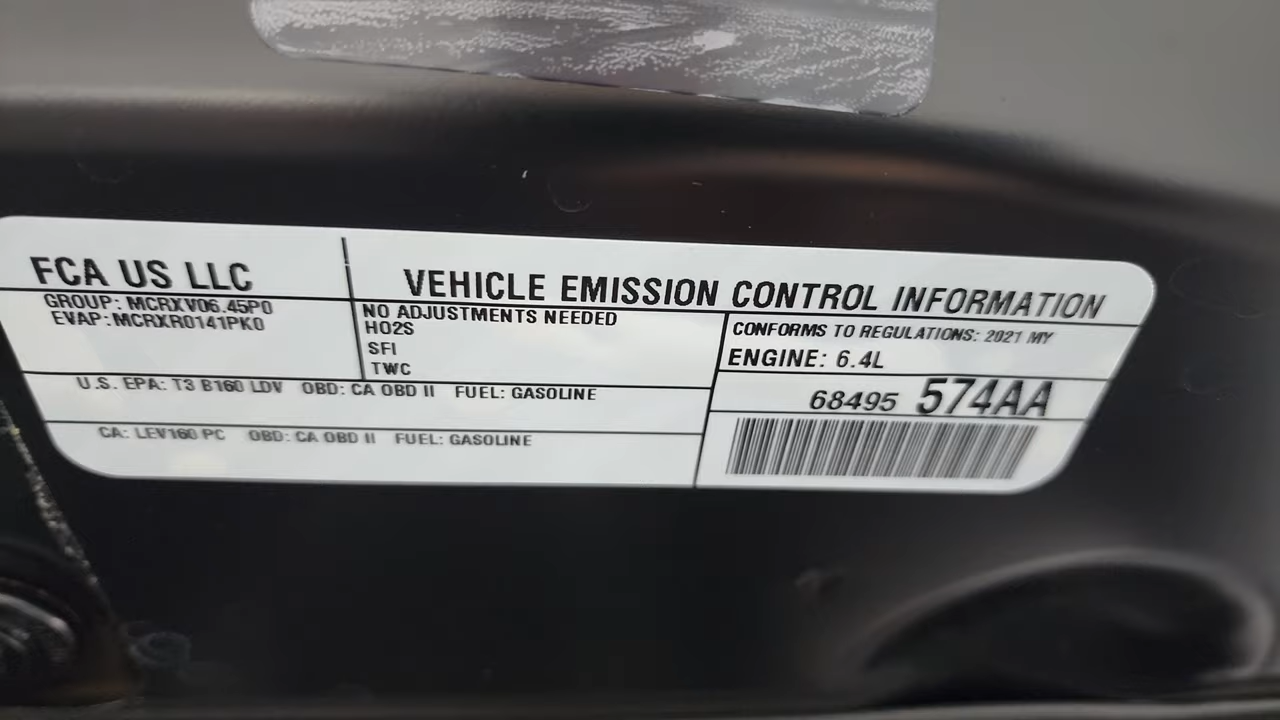 FCA US LLC
VEHICLE EMISSION CONTROL INFORMATION
GROUP: MCRXV06.45P0
EVAP: MCRXR0141PK0
NO ADJUSTMENTS NEEDED
HO2S
SFI
TWC
CONFORMS TO REGULATIONS: 2021 MY
ENGINE: 6.4L
U.S. EPA: T3 B160 LDV OBD: CA OBD II FUEL: GASOLINE
68495 574AA
CA: LEV160 PC OBD: CA OBD II FUEL: GASOLINE